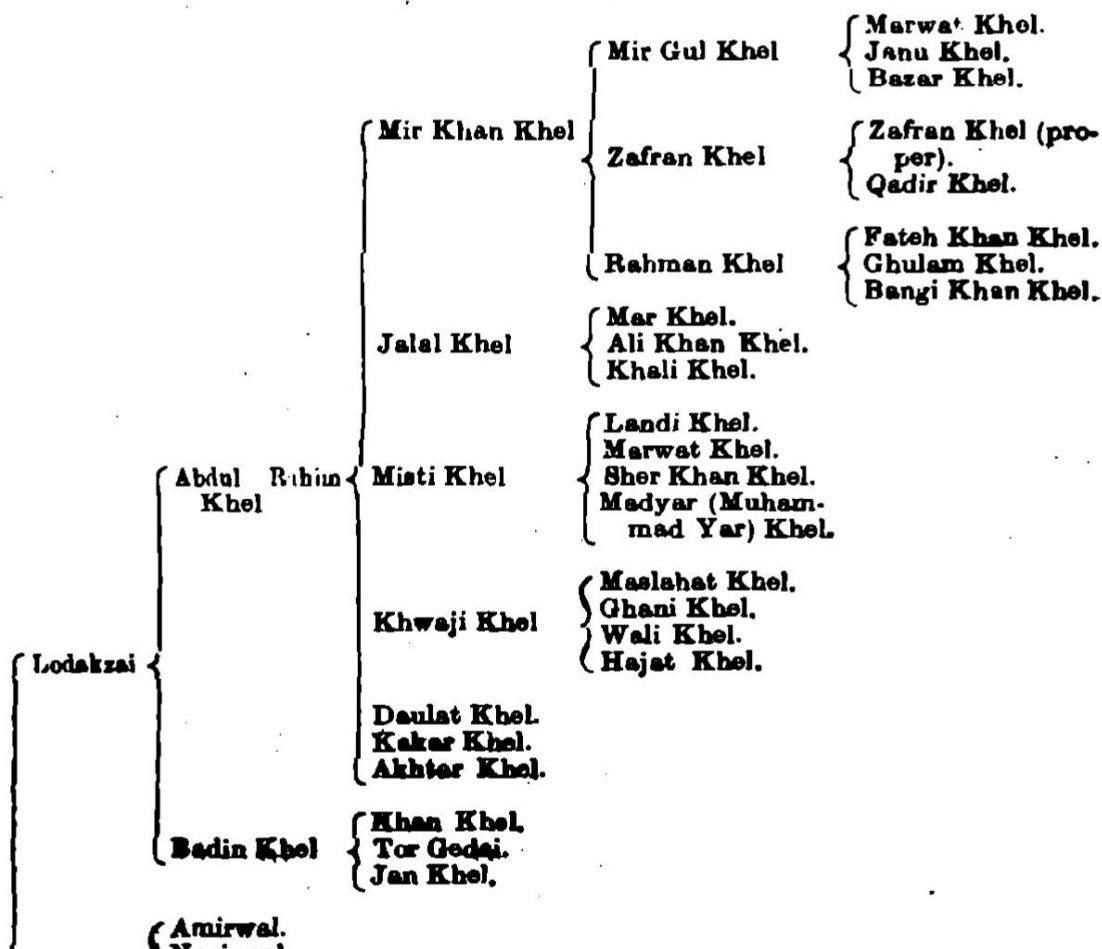 Marwat Khel.
Mir Gul Khel
Janu Khel.
Bazar Khel.
Mir Khan Khel
Zafran Khel (pro-
Zafran Khel
per).
Qadir Khel.
Fateh Khan Khel.
Rahman Khel
Ghulam Khel.
Bangi Khan Khel.
Mar Khel.
Jalal Khel
Ali Khan Khel.
Khali Khel.
Landi Khel.
Marwat Khel.
Abdul Rahim
Misti Khel
Sher Khan Khel.
Khel
Madyar (Muham-
mad Yar) Khel.
Maslahat Khel.
Khwaji Khel
Ghani Khel.
Wali Khel.
Lodakzai
Hajat Khel.
Daulat Khel.
Kakar Khel.
Akhtar Khel.
Khan Khel.
Badin Khel
Tor Gedai.
Jan Khel.
Amirwal.